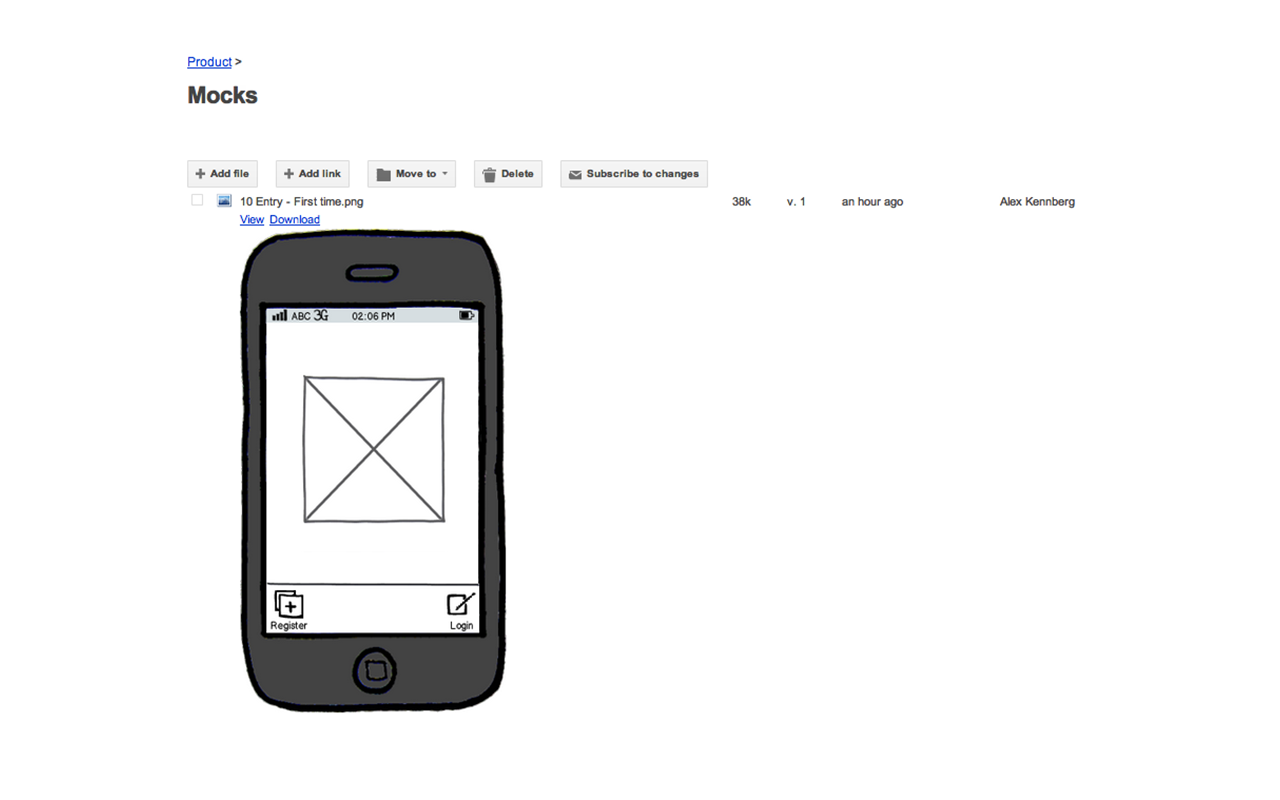 Product >
Mocks
Add file Add link Move to Delete Subscribe to changes
10 Entry - First time.png 38k v. 1 an hour ago Alex Kennberg
View Download
ABC 3G 02:06 PM
Register Login